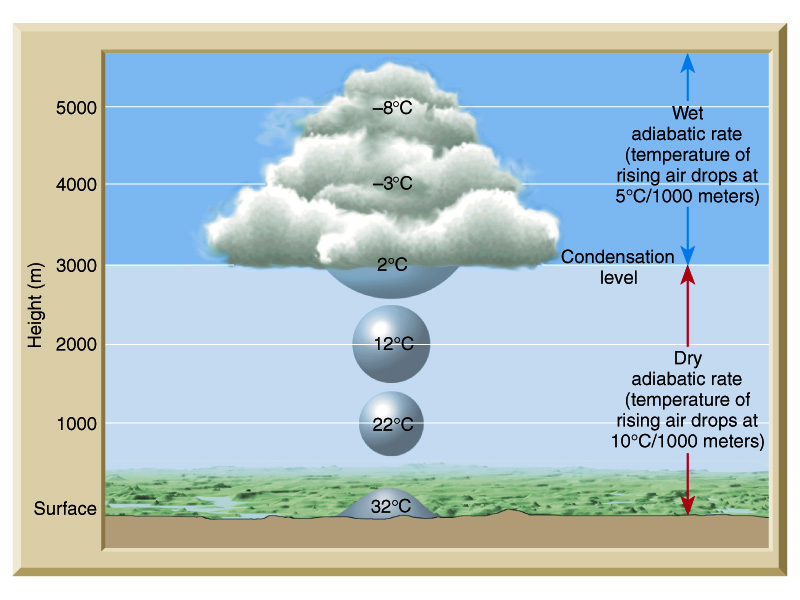 5000
–8°C
Wet
adiabatic rate
(temperature of
rising air drops at
5°C/1000 meters)
4000
–3°C
Condensation
level
3000
2°C
Height (m)
2000
12°C
Dry
adiabatic rate
(temperature of
rising air drops at
10°C/1000 meters)
1000
22°C
Surface
32°C